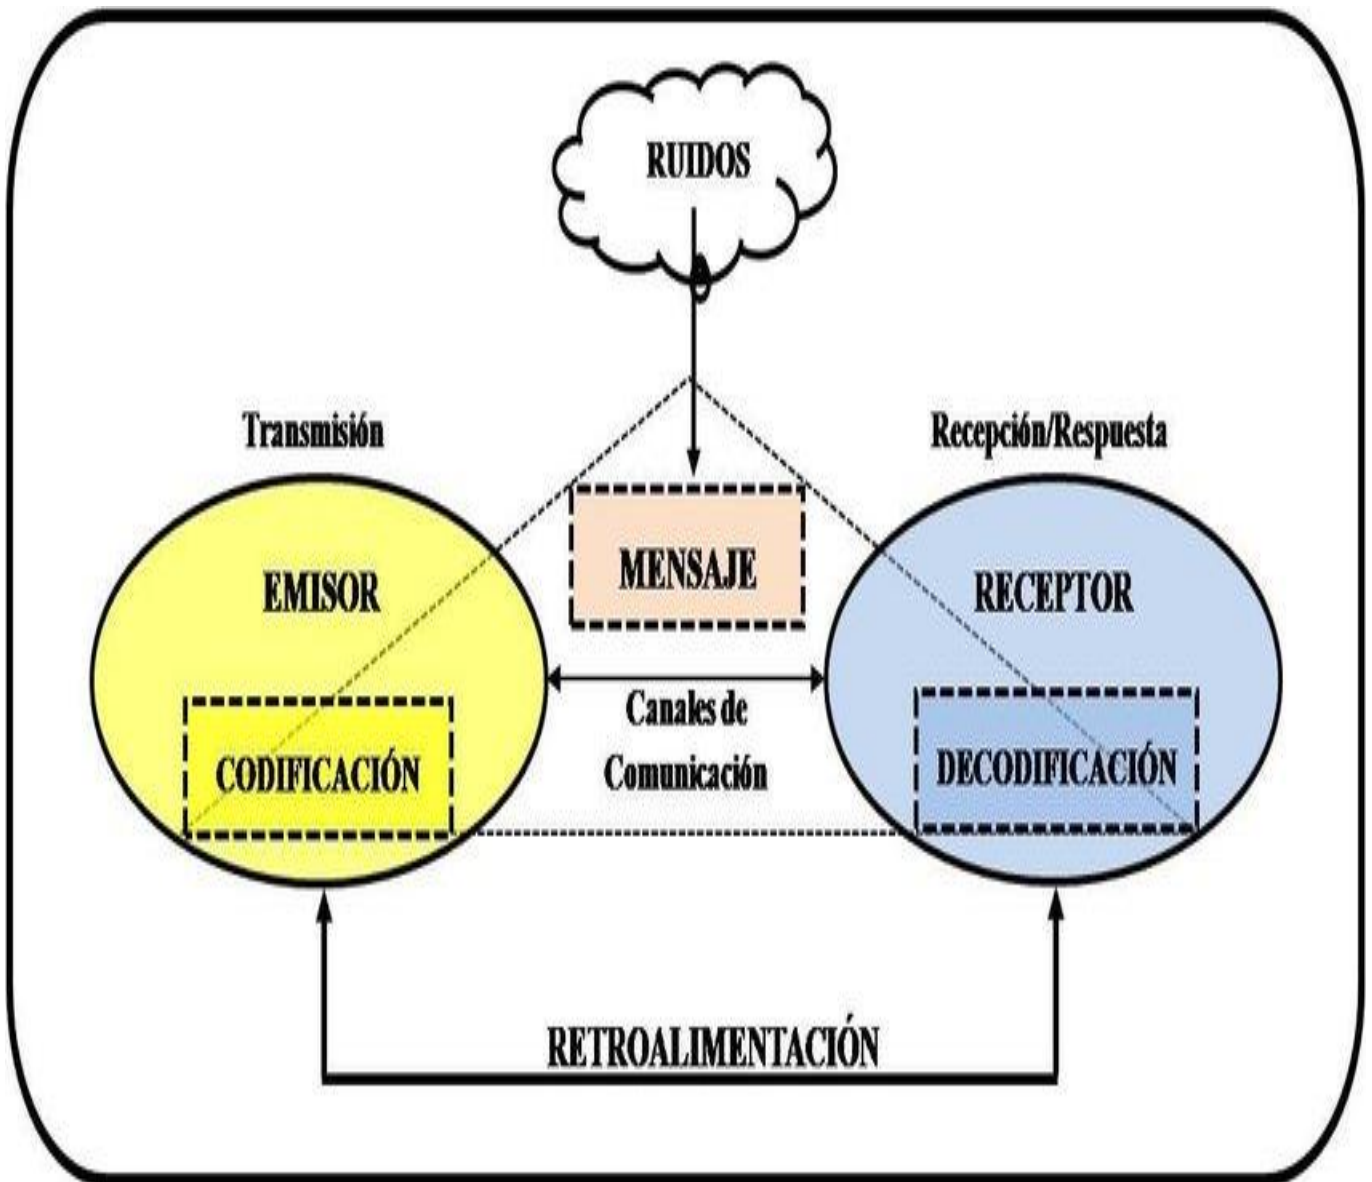 RUIDOS
Transmisión
Recepción/Respuesta
EMISOR
MENSAJE
RECEPTOR
CODIFICACIÓN
Canales de
Comunicación
DECODIFICACIÓN
RETROALIMENTACIÓN